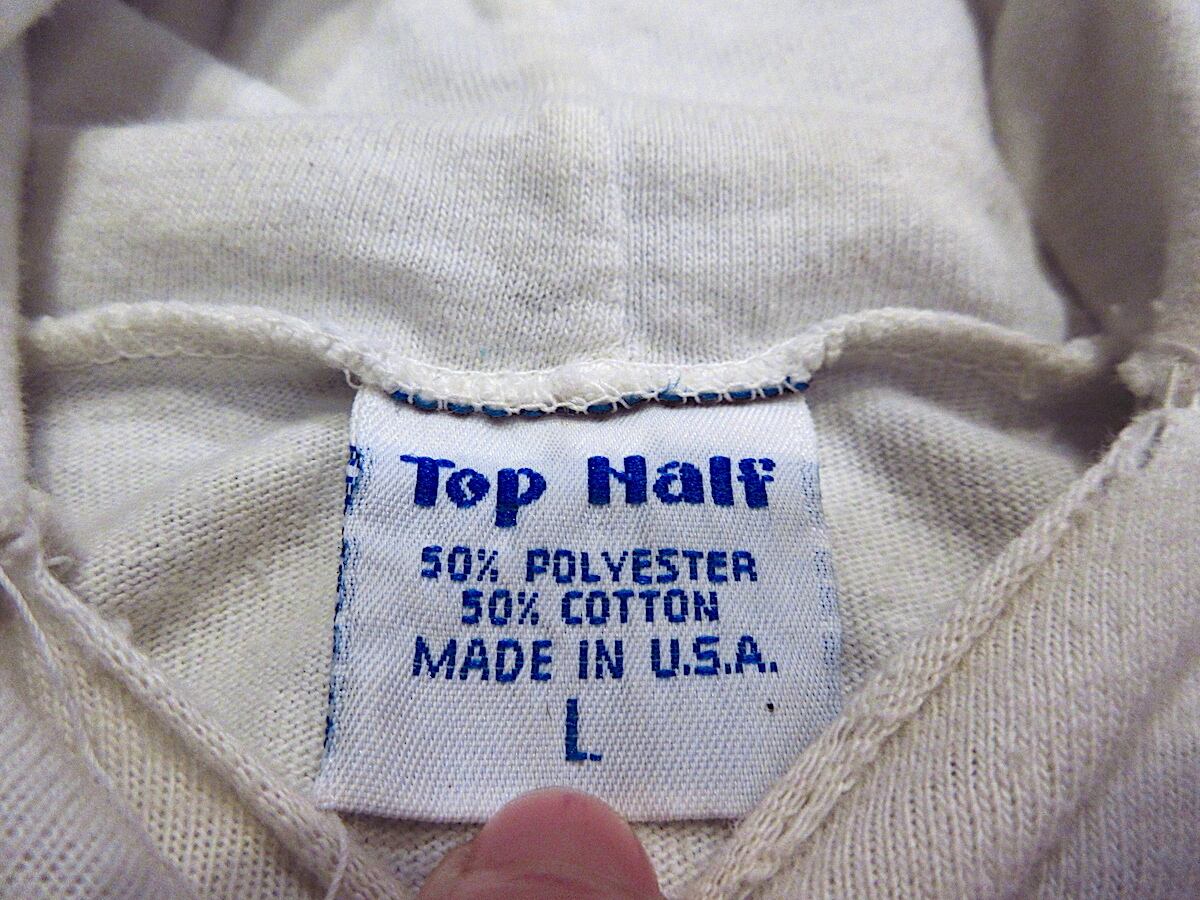 Top Half
50% POLYESTER
50% COTTON
MADE IN U.S.A.
L